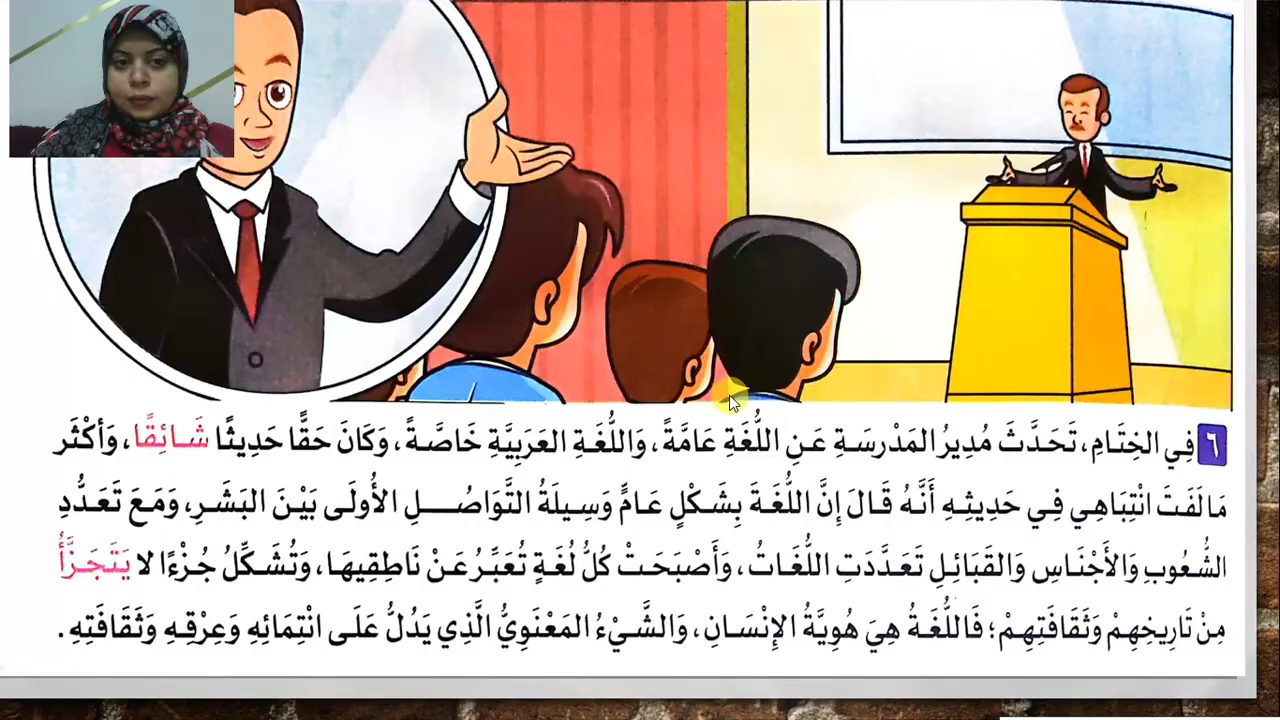 ٦ فِي الخِتَامِ، تَحَدَّثَ مُدِيرُ المَدْرَسَةِ عَنِ اللُّغَةِ عَامَّةً، وَاللُّغَةِ العَرَبِيَّةِ خَاصَّةً، وَكَانَ حَقًّا حَدِيثًا شَائِقًا، وَأَكْثَر
مَا لَفَتَ انْتِبَاهِي فِي حَدِيثِهِ أَنَّهُ قَالَ إِنَّ اللُّغَةَ بِشَكْلٍ عَامٍّ وَسِيلَةُ التَّوَاصُلِ الأُولَى بَيْنَ البَشَرِ، وَمَعَ تَعَدُّدِ
الشُّعُوبِ وَالأَجْنَاسِ وَالقَبَائِلِ تَعَدَّدَتِ اللُّغَاتُ، وَأَصْبَحَتْ كُلُّ لُغَةٍ تُعَبِّرُ عَنْ نَاطِقِيهَا، وَتُشَكِّلُ جُزْءًا لا يَتَجَزَّأُ
مِنْ تَارِيخِهِمْ وَثَقَافَتِهِمْ؛ فَاللُّغَةُ هِيَ هُوِيَّةُ الإِنْسَانِ، وَالشَّيْءُ المَعْنَوِيُّ الَّذِي يَدُلُّ عَلَى انْتِمَائِهِ وَعِرْقِهِ وَثَقَافَتِهِ.